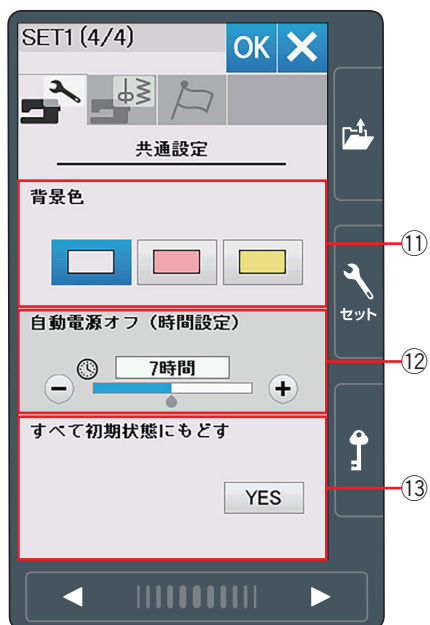 SET1 (4/4)
OK
共通設定
背景色
⑪
セット
自動電源オフ（時間設定）
⑫
7時間
すべて初期状態にもどす
YES
⑬